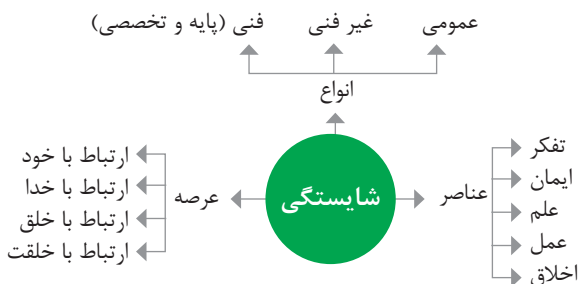 عمومی
غیر فنی
فنی (پایه و تخصصی)
انواع
شایستگی
عناصر
تفکر
ایمان
علم
عمل
اخلاق
عرصه
ارتباط با خود
ارتباط با خدا
ارتباط با خلق
ارتباط با خلقت